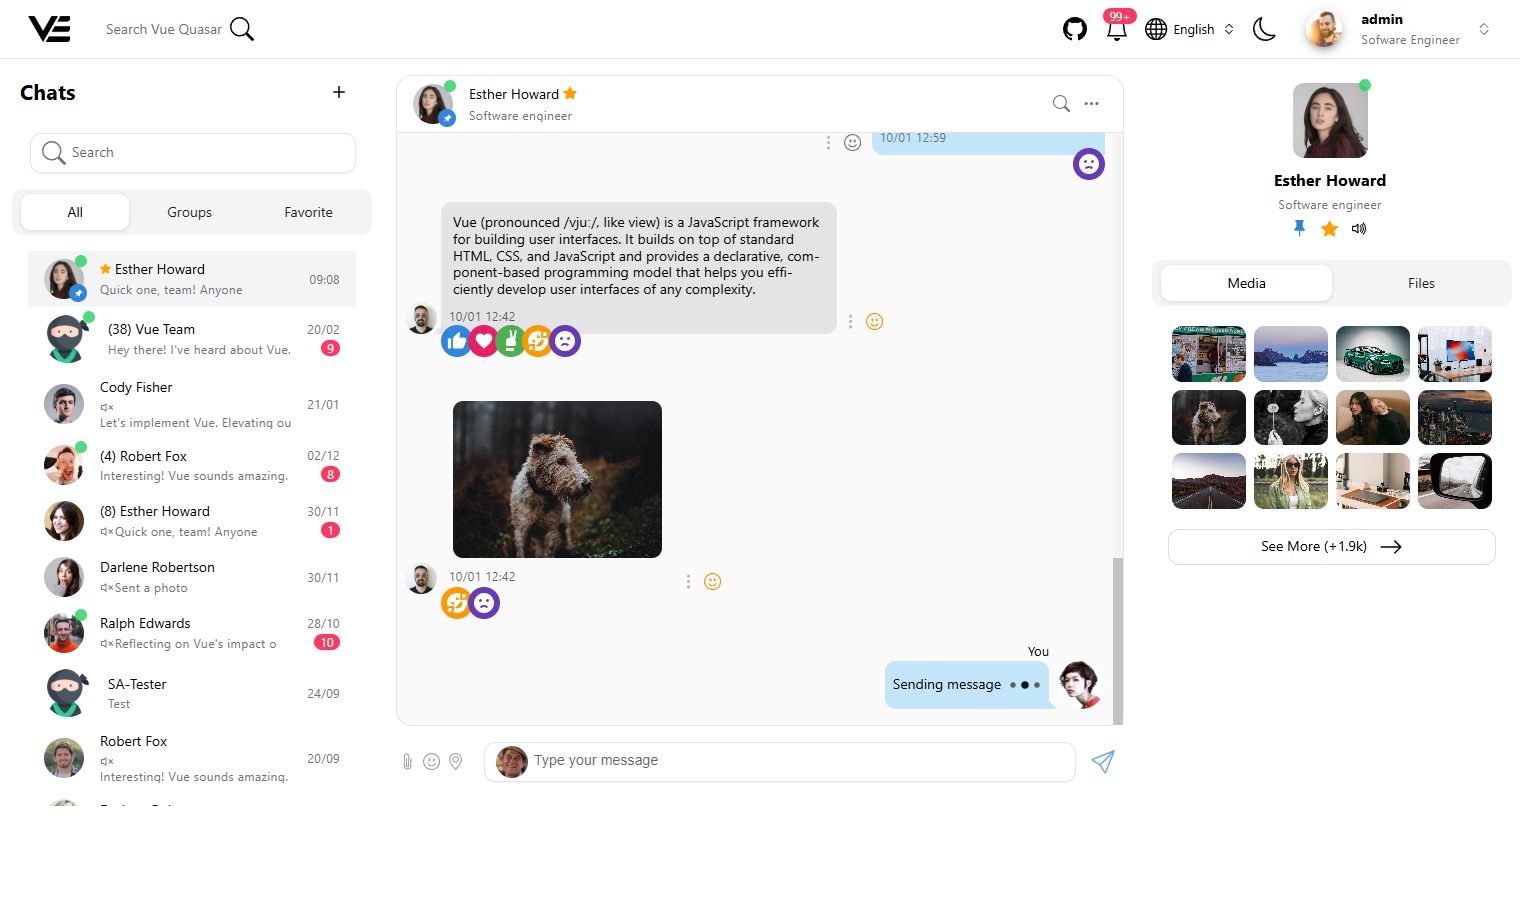 VE
Search Vue Quasar
99+
English
admin
Sofware Engineer
Chats
Search
All
Groups
Favorite
Esther Howard
09:08
Quick one, team! Anyone
(38) Vue Team
20/02
Hey there! I've heard about Vue.
9
Cody Fisher
21/01
Let's implement Vue. Elevating ou
(4) Robert Fox
02/12
Interesting! Vue sounds amazing.
8
(8) Esther Howard
30/11
Quick one, team! Anyone
1
Darlene Robertson
30/11
Sent a photo
Ralph Edwards
28/10
Reflecting on Vue's impact o
10
SA-Tester
24/09
Test
Robert Fox
20/09
Interesting! Vue sounds amazing.
Esther Howard
Software engineer
10/01 12:59
Vue (pronounced /vjuː/, like view) is a JavaScript framework
for building user interfaces. It builds on top of standard
HTML, CSS, and JavaScript and provides a declarative, com-
ponent-based programming model that helps you effi-
ciently develop user interfaces of any complexity.
10/01 12:42
10/01 12:42
You
Sending message
Type your message
Esther Howard
Software engineer
Media
Files
See More (+1.9k)